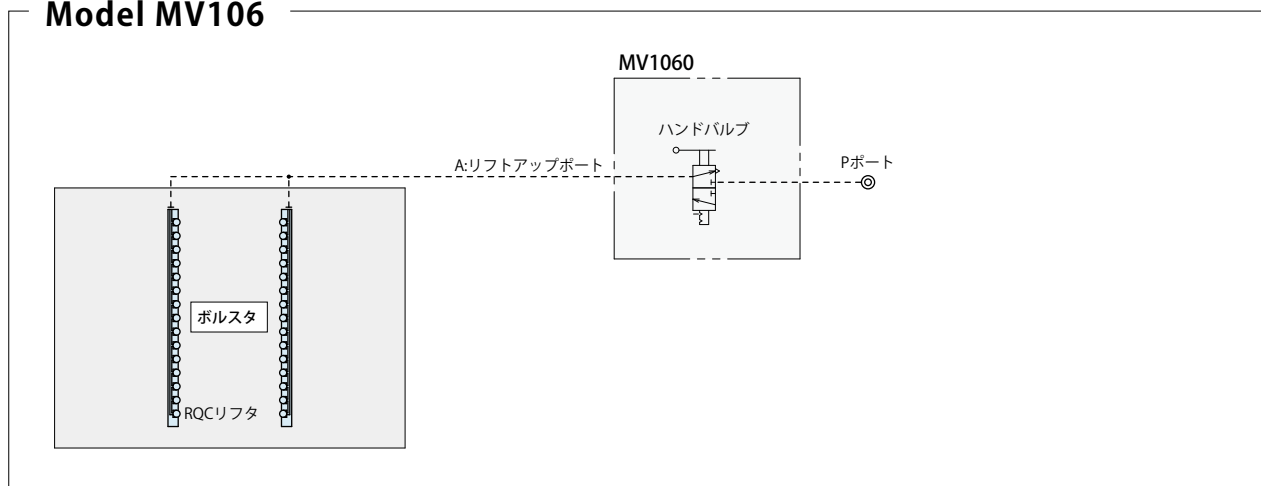 Model MV106
MV1060
ハンドバルブ
A:リフトアップポート
Pポート
ボルスタ
RQCリフタ